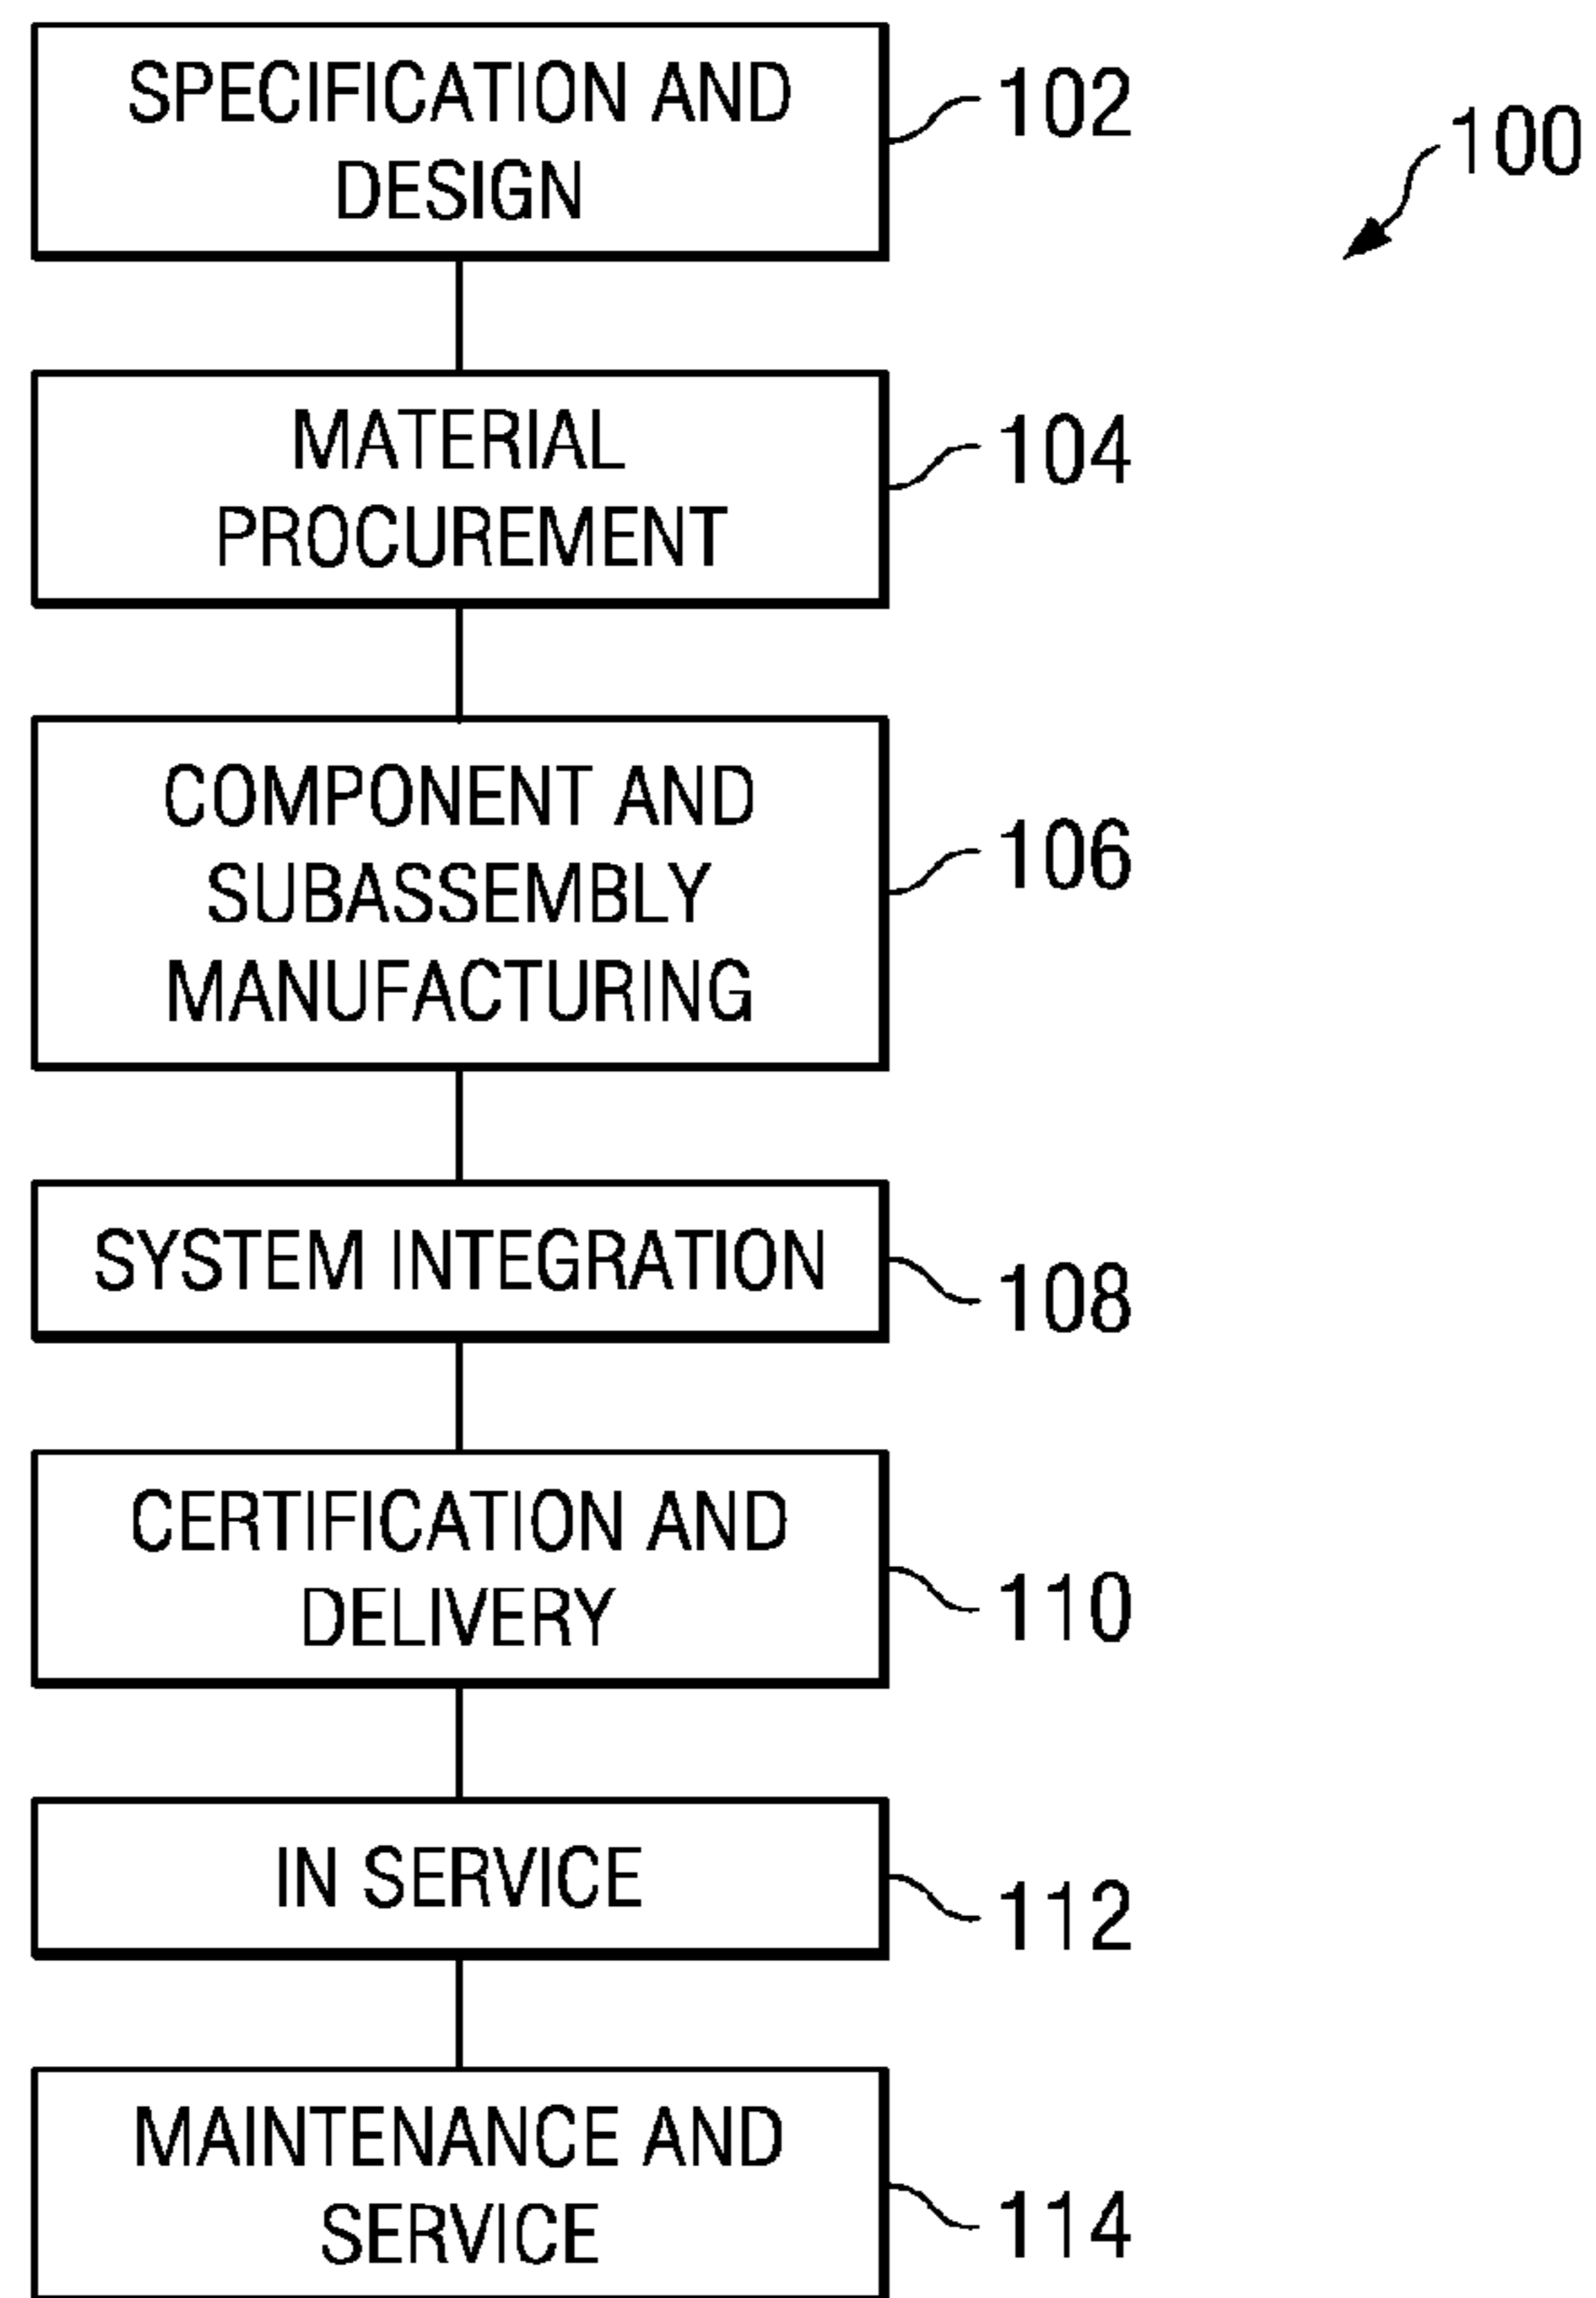 SPECIFICATION AND
DESIGN
102
100
MATERIAL
PROCUREMENT
104
COMPONENT AND
SUBASSEMBLY
MANUFACTURING
106
SYSTEM INTEGRATION
108
CERTIFICATION AND
DELIVERY
110
IN SERVICE
112
MAINTENANCE AND
SERVICE
114